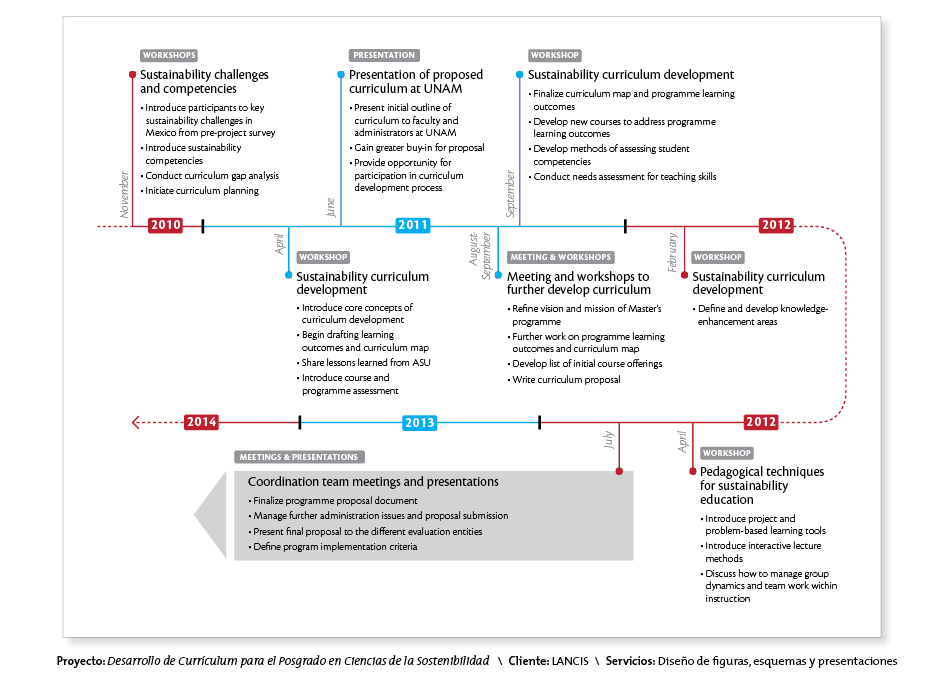 WORKSHOPS
Sustainability challenges
and competencies
• Introduce participants to key
sustainability challenges in
Mexico from pre-project survey
• Introduce sustainability
competencies
• Conduct curriculum gap analysis
• Initiate curriculum planning
November
PRESENTATION
Presentation of proposed
curriculum at UNAM
• Present initial outline of
curriculum to faculty and
administrators at UNAM
• Gain greater buy-in for proposal
• Provide opportunity for
participation in curriculum
development process
June
WORKSHOP
Sustainability curriculum development
• Finalize curriculum map and programme learning
outcomes
• Develop new courses to address programme
learning outcomes
• Develop methods of assessing student
competencies
• Conduct needs assessment for teaching skills
September
2010
2011
2012
April
WORKSHOP
Sustainability curriculum
development
• Introduce core concepts of
curriculum development
• Begin drafting learning
outcomes and curriculum map
• Share lessons learned from ASU
• Introduce course and
programme assessment
August-
September
MEETING & WORKSHOPS
Meeting and workshops to
further develop curriculum
• Refine vision and mission of Master's
programme
• Further work on programme learning
outcomes and curriculum map
• Develop list of initial course offerings
• Write curriculum proposal
February
WORKSHOP
Sustainability curriculum
development
• Define and develop knowledge-
enhancement areas
2014
2013
2012
July
MEETINGS & PRESENTATIONS
Coordination team meetings and presentations
• Finalize programme proposal document
• Manage further administration issues and proposal submission
• Present final proposal to the different evaluation entities
• Define program implementation criteria
April
WORKSHOP
Pedagogical techniques
for sustainability
education
• Introduce project and
problem-based learning tools
• Introduce interactive lecture
methods
• Discuss how to manage group
dynamics and team work within
instruction
Proyecto: Desarrollo de Currículum para el Posgrado en Ciencias de la Sostenibilidad \ Cliente: LANCIS \ Servicios: Diseño de figuras, esquemas y presentaciones